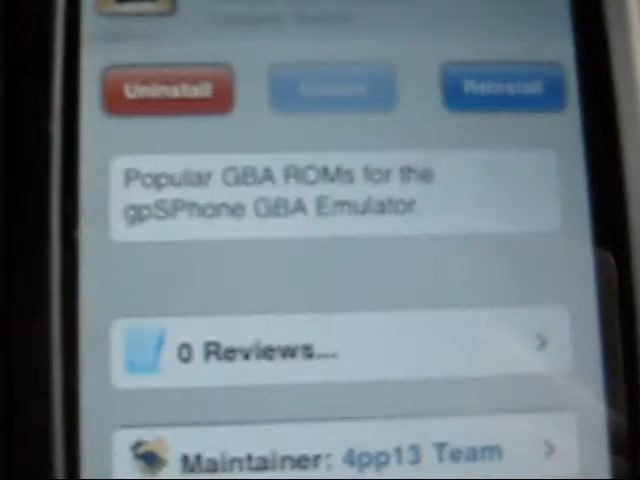 Uninstall
Reinstall
Popular GBA ROMs for the
gpSPhone GBA Emulator
0 Reviews...
Maintainer: 4pp13 Team